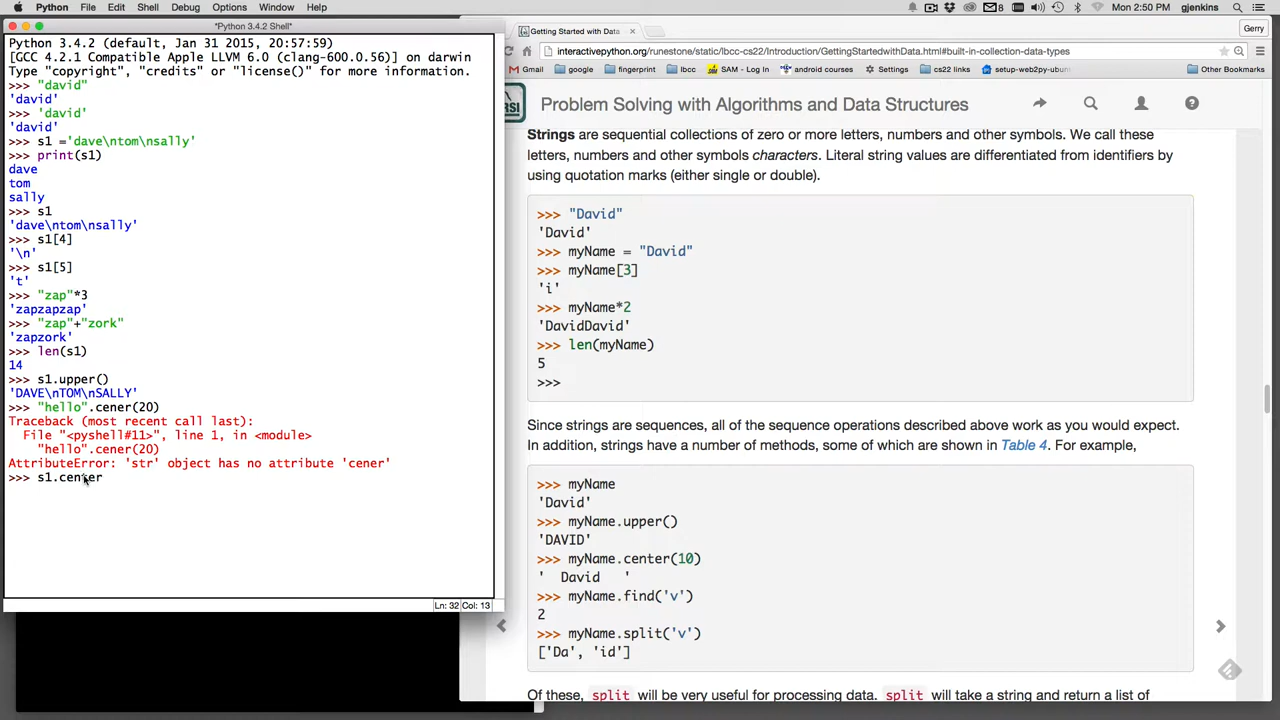 Python File Edit Shell Debug Options Window Help
8
Mon 2:50 PM gjenkins
*Python 3.4.2 Shell*
Python 3.4.2 (default, Jan 31 2015, 20:57:59)
[GCC 4.2.1 Compatible Apple LLVM 6.0 (clang-600.0.56)] on darwin
Type "copyright", "credits" or "license()" for more information.
>>> "david"
'david'
>>> 'david'
'david'
>>> s1 ='dave\ntom\nsally'
>>> print(s1)
dave
tom
sally
>>> s1
'dave\ntom\nsally'
>>> s1[4]
'\n'
>>> s1[5]
't'
>>> "zap"*3
'zapzapzap'
>>> "zap"+"zork"
'zapzork'
>>> len(s1)
14
>>> s1.upper()
'DAVE\nTOM\nSALLY'
>>> "hello".cener(20)
Traceback (most recent call last):
File "<pyshell#11>", line 1, in <module>
"hello".cener(20)
AttributeError: 'str' object has no attribute 'cener'
>>> s1.center
Ln: 32 Col: 13
Getting Started with Data
Gerry
interactivepython.org/runestone/static/lbcc-cs22/Introduction/GettingStartedwithData.html#built-in-collection-data-types
Gmail google fingerprint lbcc SAM - Log In android courses Settings cs22 links setup-web2py-ubun Other Bookmarks
RSI
Problem Solving with Algorithms and Data Structures
Strings are sequential collections of zero or more letters, numbers and other symbols. We call these
letters, numbers and other symbols characters. Literal string values are differentiated from identifiers by
using quotation marks (either single or double).
>>> "David"
'David'
>>> myName = "David"
>>> myName[3]
'i'
>>> myName*2
'DavidDavid'
>>> len(myName)
5
>>>
Since strings are sequences, all of the sequence operations described above work as you would expect.
In addition, strings have a number of methods, some of which are shown in Table 4. For example,
>>> myName
'David'
>>> myName.upper()
'DAVID'
>>> myName.center(10)
'  David   '
>>> myName.find('v')
2
>>> myName.split('v')
['Da', 'id']
Of these, split will be very useful for processing data. split will take a string and return a list of